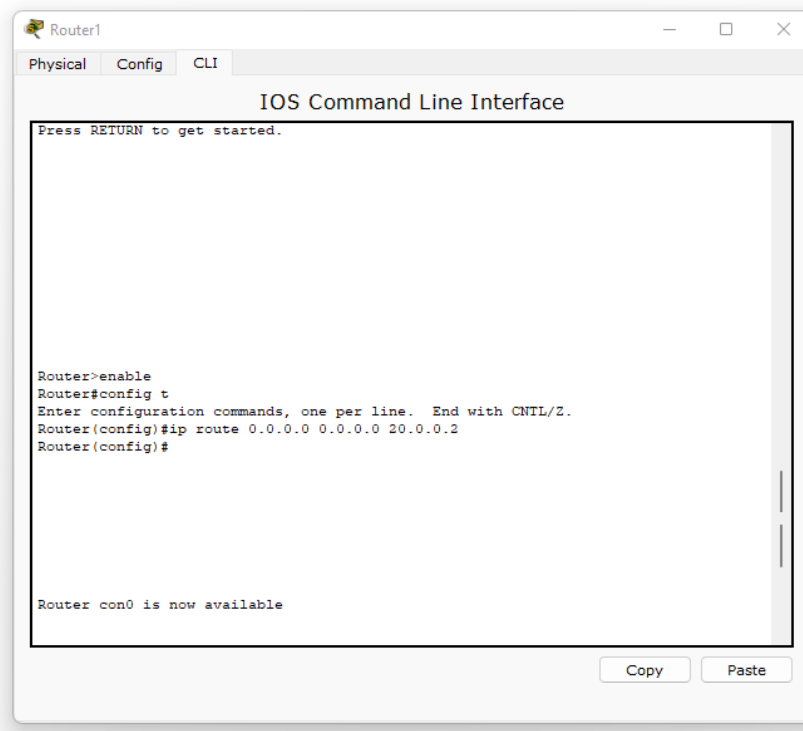 Router1
Physical Config CLI
IOS Command Line Interface
Press RETURN to get started.
Router>enable
Router#config t
Enter configuration commands, one per line.  End with CNTL/Z.
Router(config)#ip route 0.0.0.0 0.0.0.0 20.0.0.2
Router(config)#
Router con0 is now available
Copy Paste